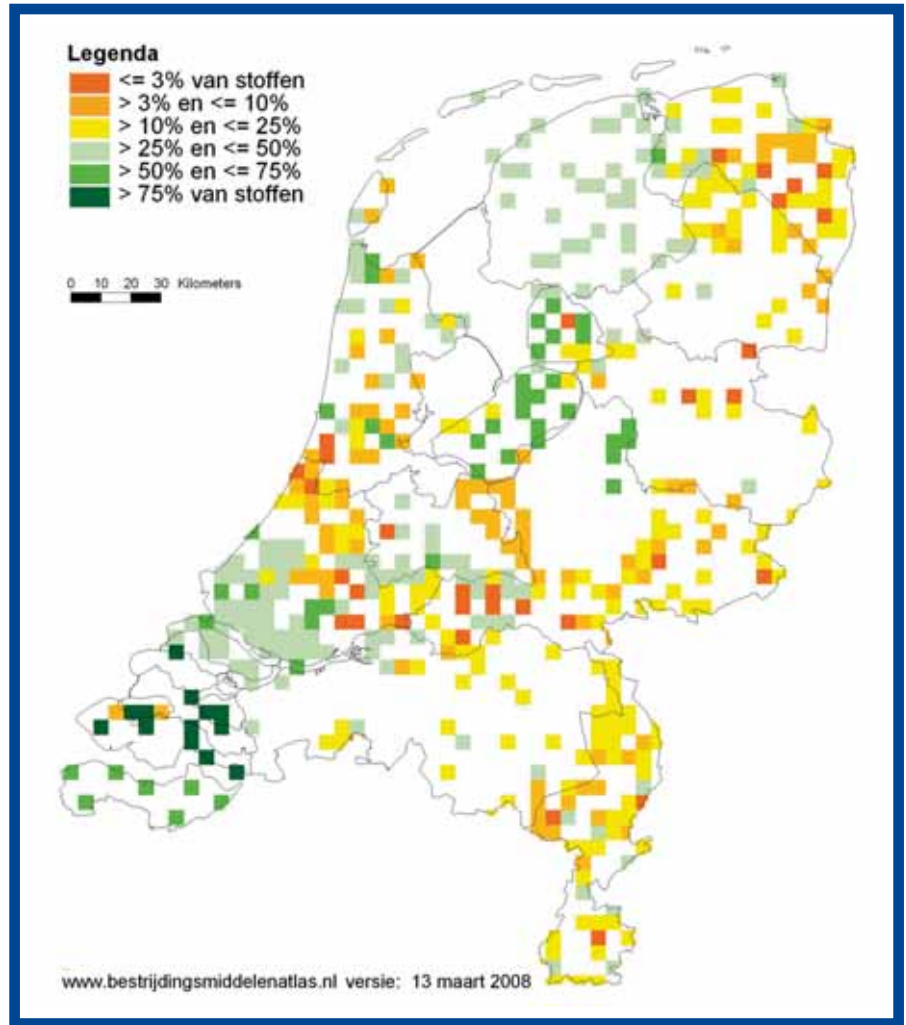 Legenda
<= 3% van stoffen
> 3% en <= 10%
> 10% en <= 25%
> 25% en <= 50%
> 50% en <= 75%
> 75% van stoffen
0 10 20 30 Kilometers
www.bestrijdingsmiddelenatlas.nl versie: 13 maart 2008